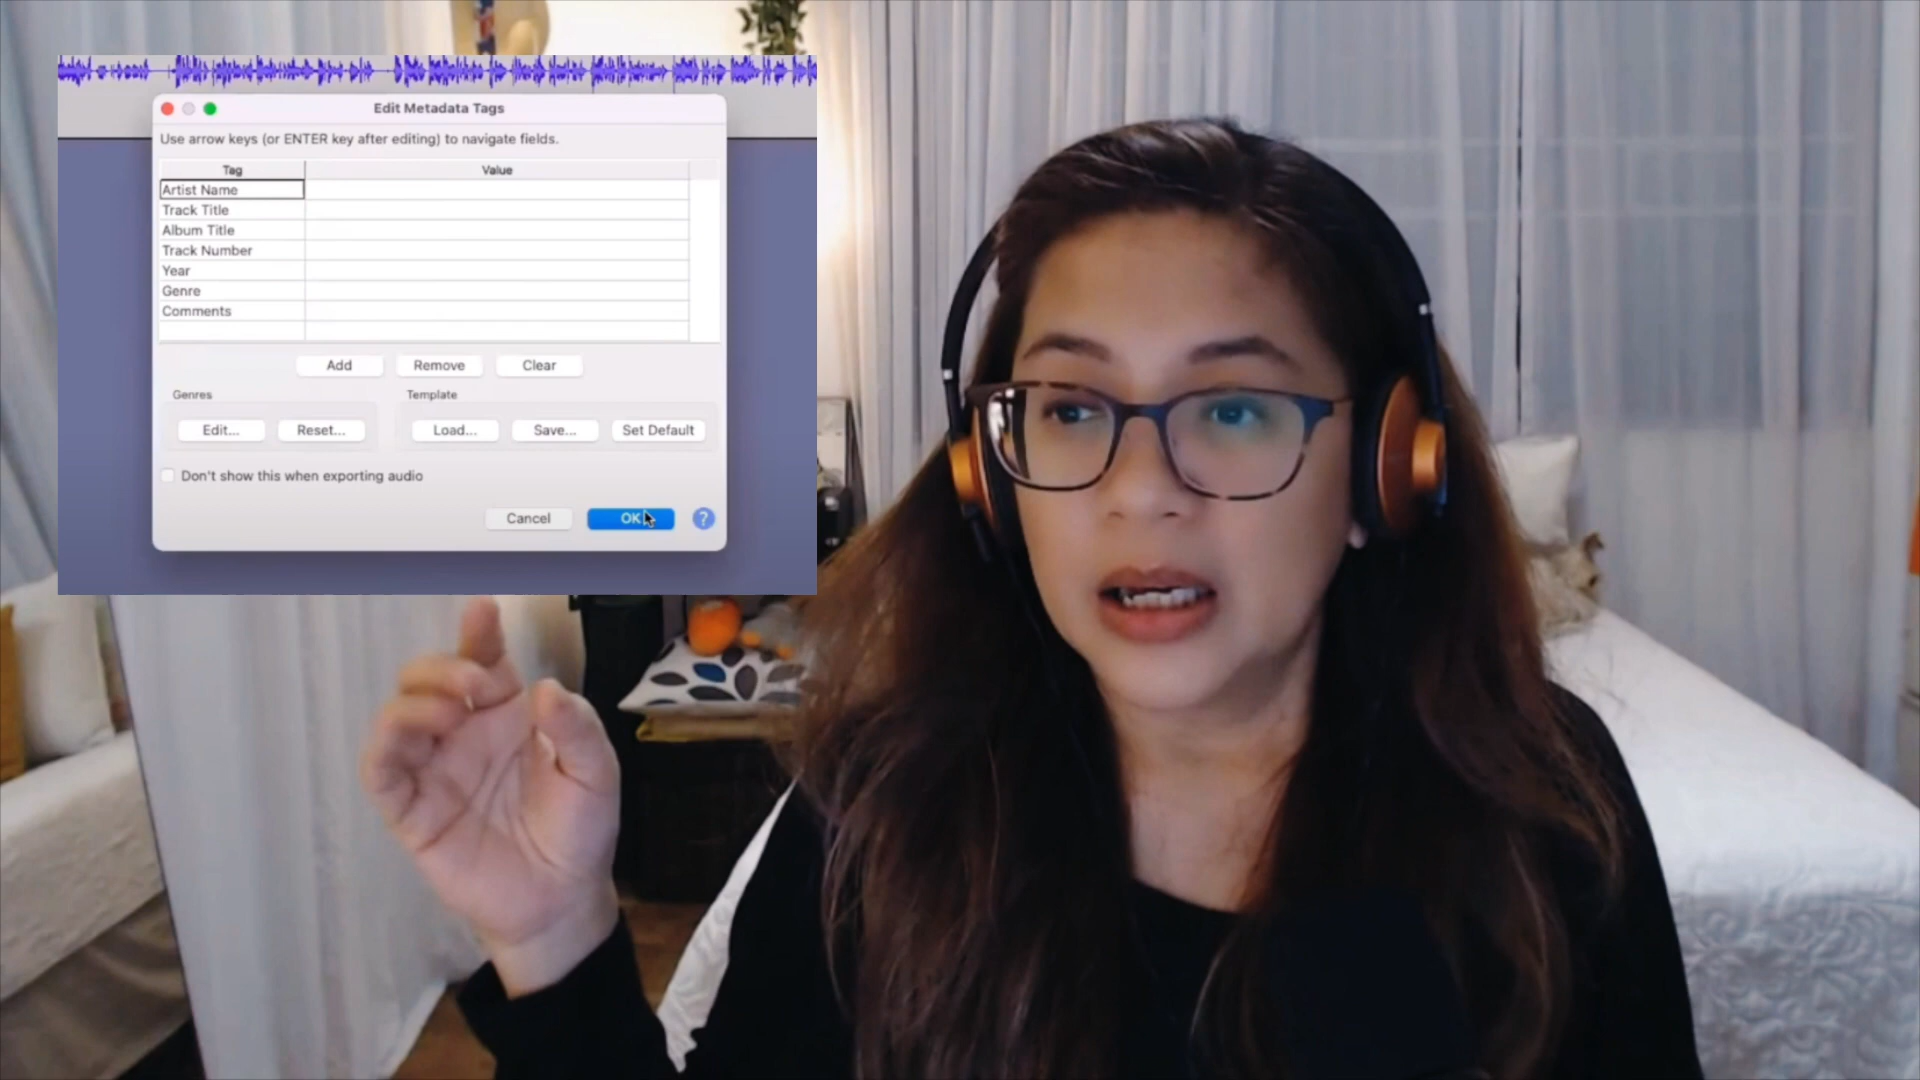 Edit Metadata Tags
Use arrow keys (or ENTER key after editing) to navigate fields.
Tag Value
Artist Name
Track Title
Album Title
Track Number
Year
Genre
Comments
Add Remove Clear
Genres Template
Edit... Reset... Load... Save... Set Default
Don't show this when exporting audio
Cancel OK ?